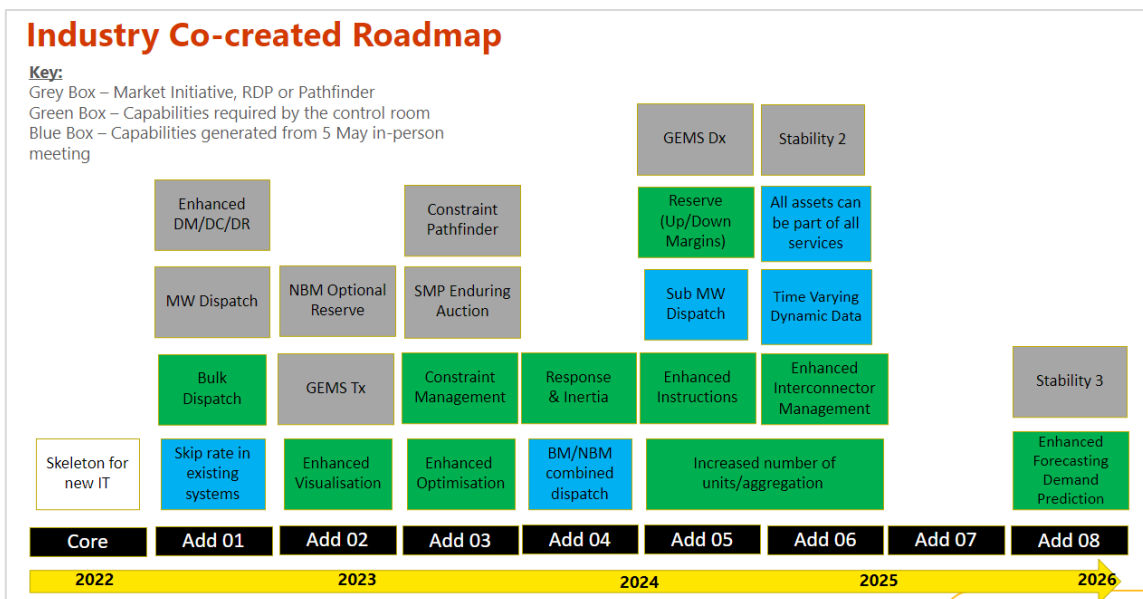 Industry Co-created Roadmap
Key:
Grey Box – Market Initiative, RDP or Pathfinder
Green Box – Capabilities required by the control room
Blue Box – Capabilities generated from 5 May in-person
meeting
GEMS Dx
Stability 2
Enhanced
DM/DC/DR
Constraint
Pathfinder
Reserve
(Up/Down
Margins)
All assets can
be part of all
services
MW Dispatch
NBM Optional
Reserve
SMP Enduring
Auction
Sub MW
Dispatch
Time Varying
Dynamic Data
Bulk
Dispatch
GEMS Tx
Constraint
Management
Response
& Inertia
Enhanced
Instructions
Enhanced
Interconnector
Management
Stability 3
Skeleton for
new IT
Skip rate in
existing
systems
Enhanced
Visualisation
Enhanced
Optimisation
BM/NBM
combined
dispatch
Increased number of
units/aggregation
Enhanced
Forecasting
Demand
Prediction
Core
Add 01
Add 02
Add 03
Add 04
Add 05
Add 06
Add 07
Add 08
2022
2023
2024
2025
2026